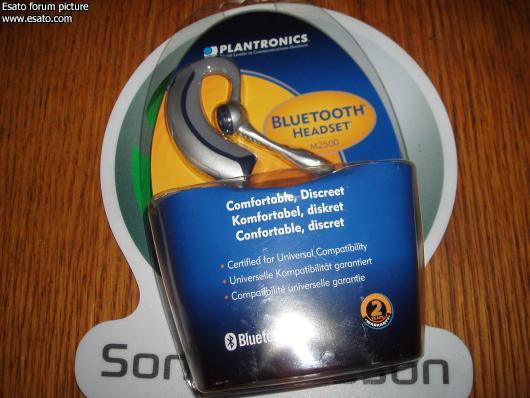 Esato forum picture
www.esato.com
PLANTRONICS
BLUETOOTH
HEADSET
M2500
Comfortable, Discreet
Komfortabel, diskret
Confortable, discret
• Certified for Universal Compatibility
• Universelle Kompatibilität garantiert
• Compatibilité universelle garantie
2
WARRANTY